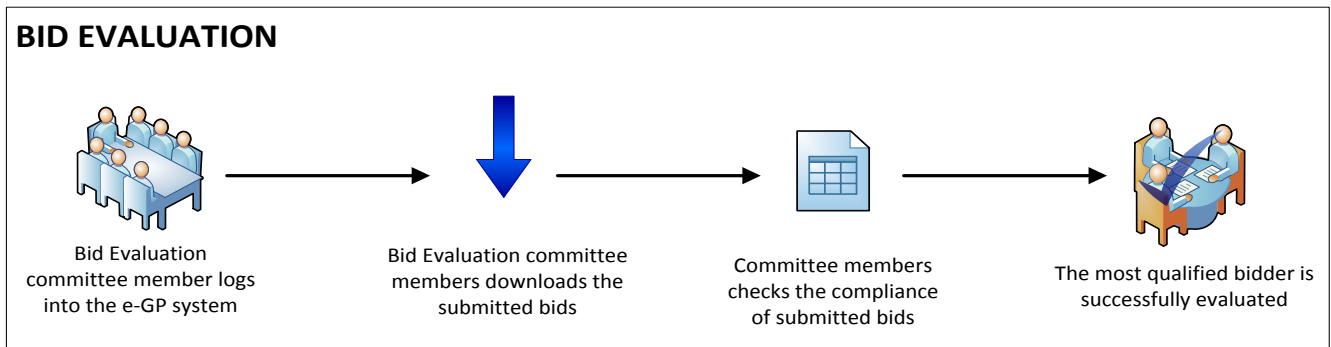 BID EVALUATION
Bid Evaluation
committee member logs
into the e-GP system
Bid Evaluation committee
members downloads the
submitted bids
Committee members
checks the compliance
of submitted bids
The most qualified bidder is
successfully evaluated